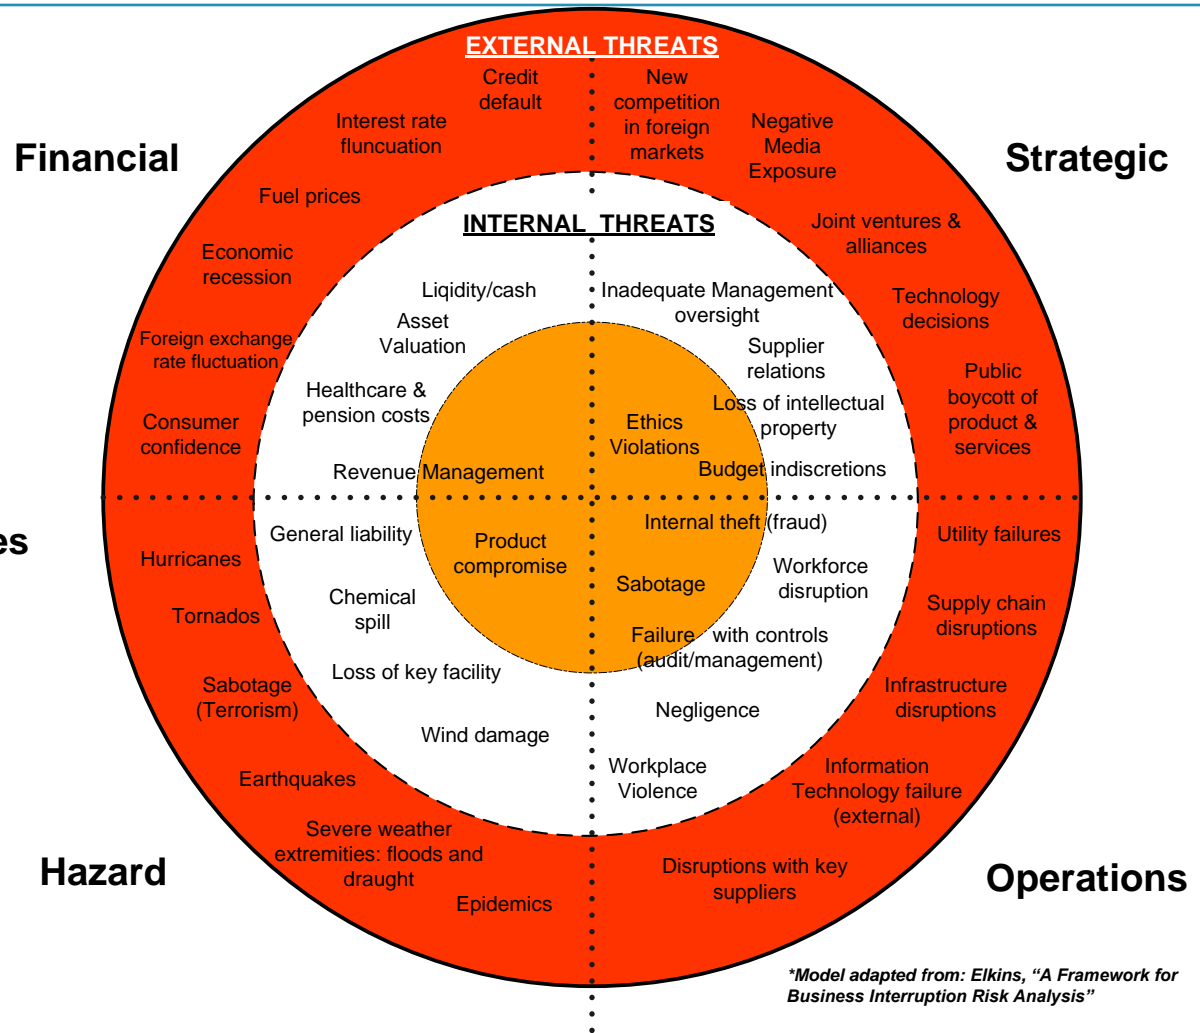 EXTERNAL THREATS
Credit
default
New
competition
in foreign
markets
Interest rate
fluncuation
Negative
Media
Exposure
Financial
Strategic
Fuel prices
INTERNAL THREATS
Joint ventures &
alliances
Economic
recession
Liqidity/cash
Inadequate Management
oversight
Technology
decisions
Asset
Valuation
Foreign exchange
rate fluctuation
Supplier
relations
Public
boycott of
product &
services
Healthcare &
pension costs
Loss of intellectual
property
Consumer
confidence
Ethics
Violations
Revenue Management
Budget indiscretions
General liability
Internal theft (fraud)
Utility failures
es
Hurricanes
Product
compromise
Workforce
disruption
Sabotage
Chemical
spill
Tornados
Supply chain
disruptions
Failure with controls
(audit/management)
Loss of key facility
Sabotage
(Terrorism)
Infrastructure
disruptions
Negligence
Wind damage
Workplace
Violence
Information
Technology failure
(external)
Earthquakes
Severe weather
extremities: floods and
draught
Disruptions with key
suppliers
Hazard
Operations
Epidemics
*Model adapted from: Elkins, “A Framework for
Business Interruption Risk Analysis”